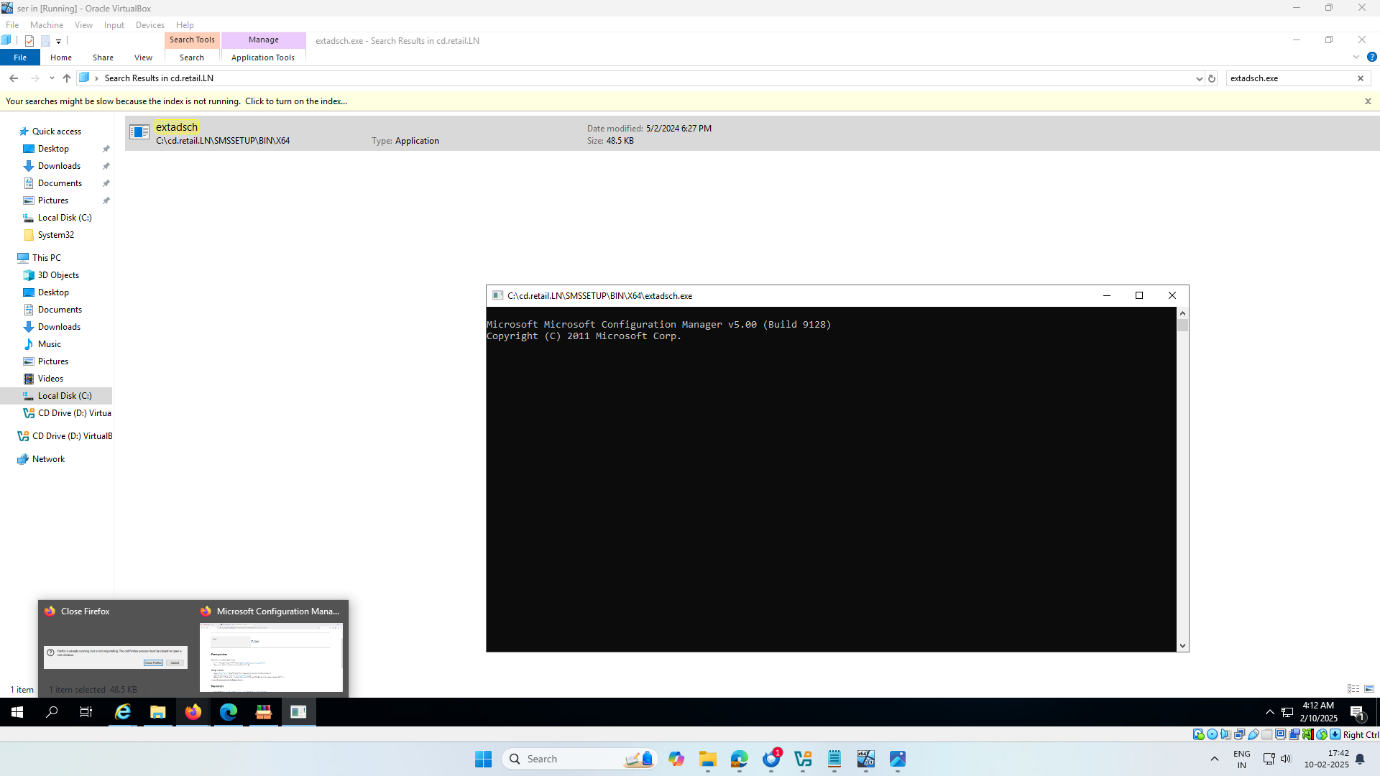 ser in [Running] - Oracle VirtualBox
File Machine View Input Devices Help
Search Tools Manage extadsch.exe - Search Results in cd.retail.LN
File Home Share View Search Application Tools
Search Results in cd.retail.LN extadsch.exe
Your searches might be slow because the index is not running. Click to turn on the index...
Quick access
Desktop
Downloads
Documents
Pictures
Local Disk (C:)
System32
This PC
3D Objects
Desktop
Documents
Downloads
Music
Pictures
Videos
Local Disk (C:)
CD Drive (D:) Virtua
CD Drive (D:) VirtualB
Network
extadsch
C:\cd.retail.LN\SMSSETUP\BIN\X64
Type: Application
Date modified: 5/2/2024 6:27 PM
Size: 48.5 KB
C:\cd.retail.LN\SMSSETUP\BIN\X64\extadsch.exe
Microsoft Microsoft Configuration Manager v5.00 (Build 9128)
Copyright (C) 2011 Microsoft Corp.
Close Firefox
Microsoft Configuration Mana...
1 item 1 item selected 48.5 KB
4:12 AM
2/10/2025
1
Right Ctrl
Search
1
ENG
IN
17:42
10-02-2025